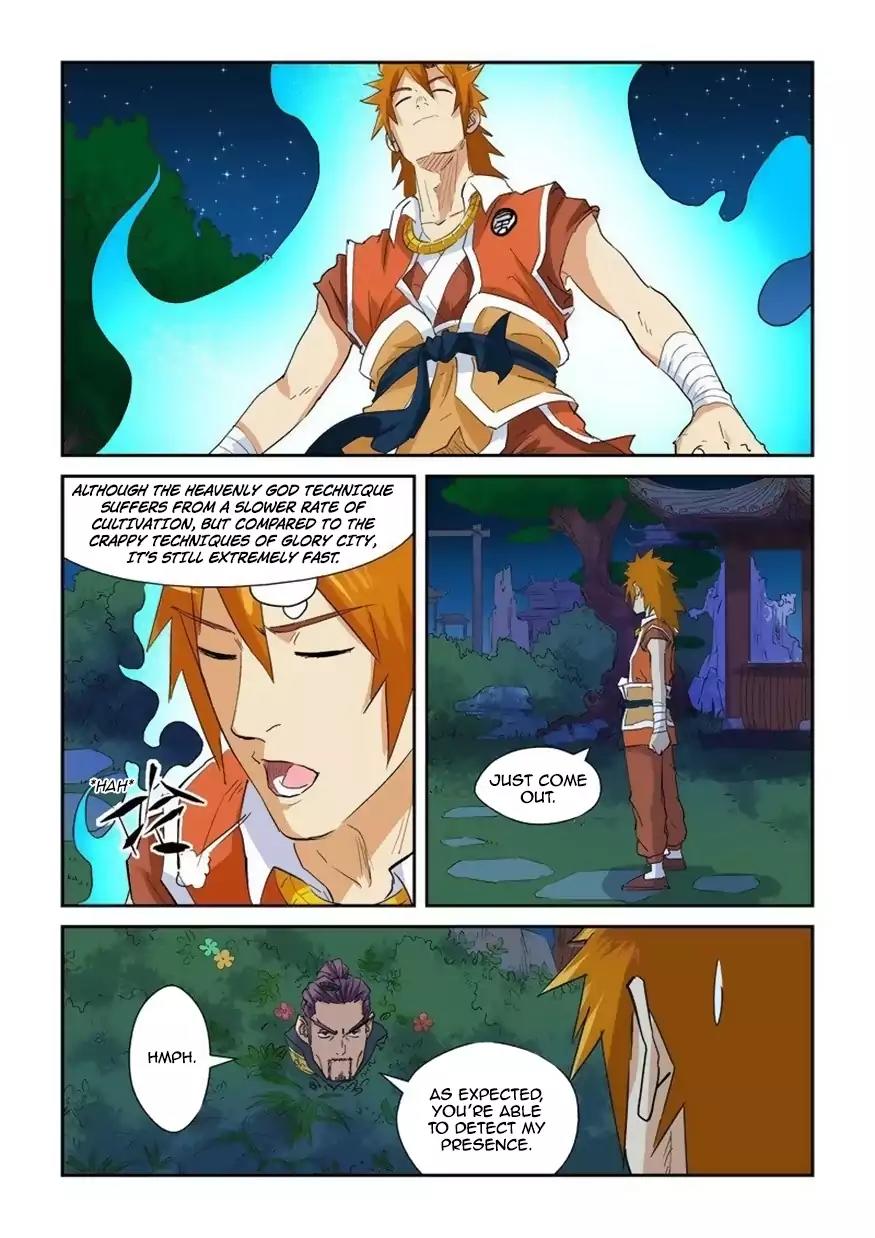 ALTHOUGH THE HEAVENLY GOD TECHNIQUE
SUFFERS FROM A SLOWER RATE OF
CULTIVATION, BUT COMPARED TO THE
CRAPPY TECHNIQUES OF GLORY CITY,
IT'S STILL EXTREMELY FAST.
*HAH*
哈
JUST COME
OUT.
HMPH.
AS EXPECTED,
YOU'RE ABLE
TO DETECT MY
PRESENCE.